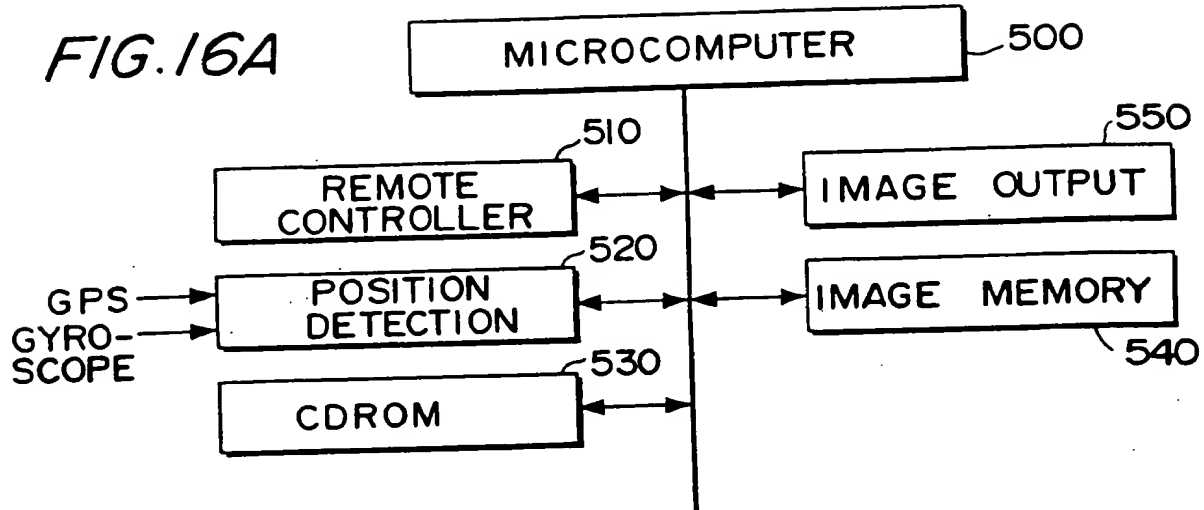 FIG. 16A
MICROCOMPUTER
500
510
REMOTE
CONTROLLER
550
IMAGE OUTPUT
520
GPS
GYRO-
SCOPE
POSITION
DETECTION
IMAGE MEMORY
540
530
CDROM